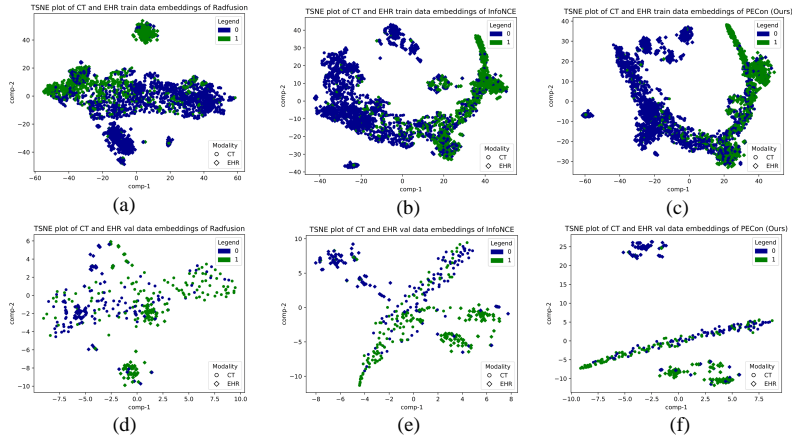 TSNE plot of CT and EHR train data embeddings of Radfusion
Legend
0
1
comp-2
40
20
0
−20
−40
Modality
CT
EHR
−60
−40
−20
0
20
40
60
comp-1
(a)
TSNE plot of CT and EHR train data embeddings of InfoNCE
Legend
0
1
comp-2
40
30
20
10
0
−10
−20
−30
−40
Modality
CT
EHR
−40
−20
0
20
40
60
comp-1
(b)
TSNE plot of CT and EHR train data embeddings of PECon (Ours)
Legend
0
1
comp-2
40
30
20
10
0
−10
−20
−30
Modality
CT
EHR
−60
−40
−20
0
20
40
comp-1
(c)
TSNE plot of CT and EHR val data embeddings of Radfusion
Legend
0
1
comp-2
6
4
2
0
−2
−4
−6
−8
−10
Modality
CT
EHR
−7.5
−5.0
−2.5
0.0
2.5
5.0
7.5
10.0
comp-1
(d)
TSNE plot of CT and EHR val data embeddings of InfoNCE
Legend
0
1
comp-2
10
5
0
−5
−10
Modality
CT
EHR
−8
−6
−4
−2
0
2
4
6
8
comp-1
(e)
TSNE plot of CT and EHR val data embeddings of PECon (Ours)
Legend
0
1
comp-2
25
20
15
10
5
0
−5
−10
Modality
CT
EHR
−10.0
−7.5
−5.0
−2.5
0.0
2.5
5.0
7.5
comp-1
(f)